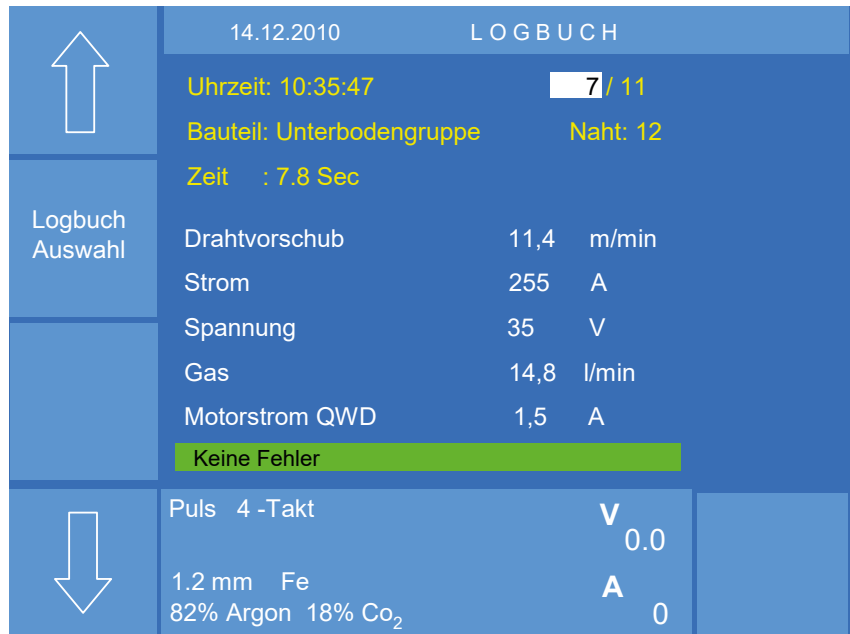 14.12.2010 LOGBUCH
Uhrzeit: 10:35:47 7 / 11
Bauteil: Unterbodengruppe Naht: 12
Zeit : 7.8 Sec
Logbuch
Auswahl
Drahtvorschub 11,4 m/min
Strom 255 A
Spannung 35 V
Gas 14,8 l/min
Motorstrom QWD 1,5 A
Keine Fehler
Puls 4 -Takt V
0.0
1.2 mm Fe A
82% Argon 18% Co₂ 0